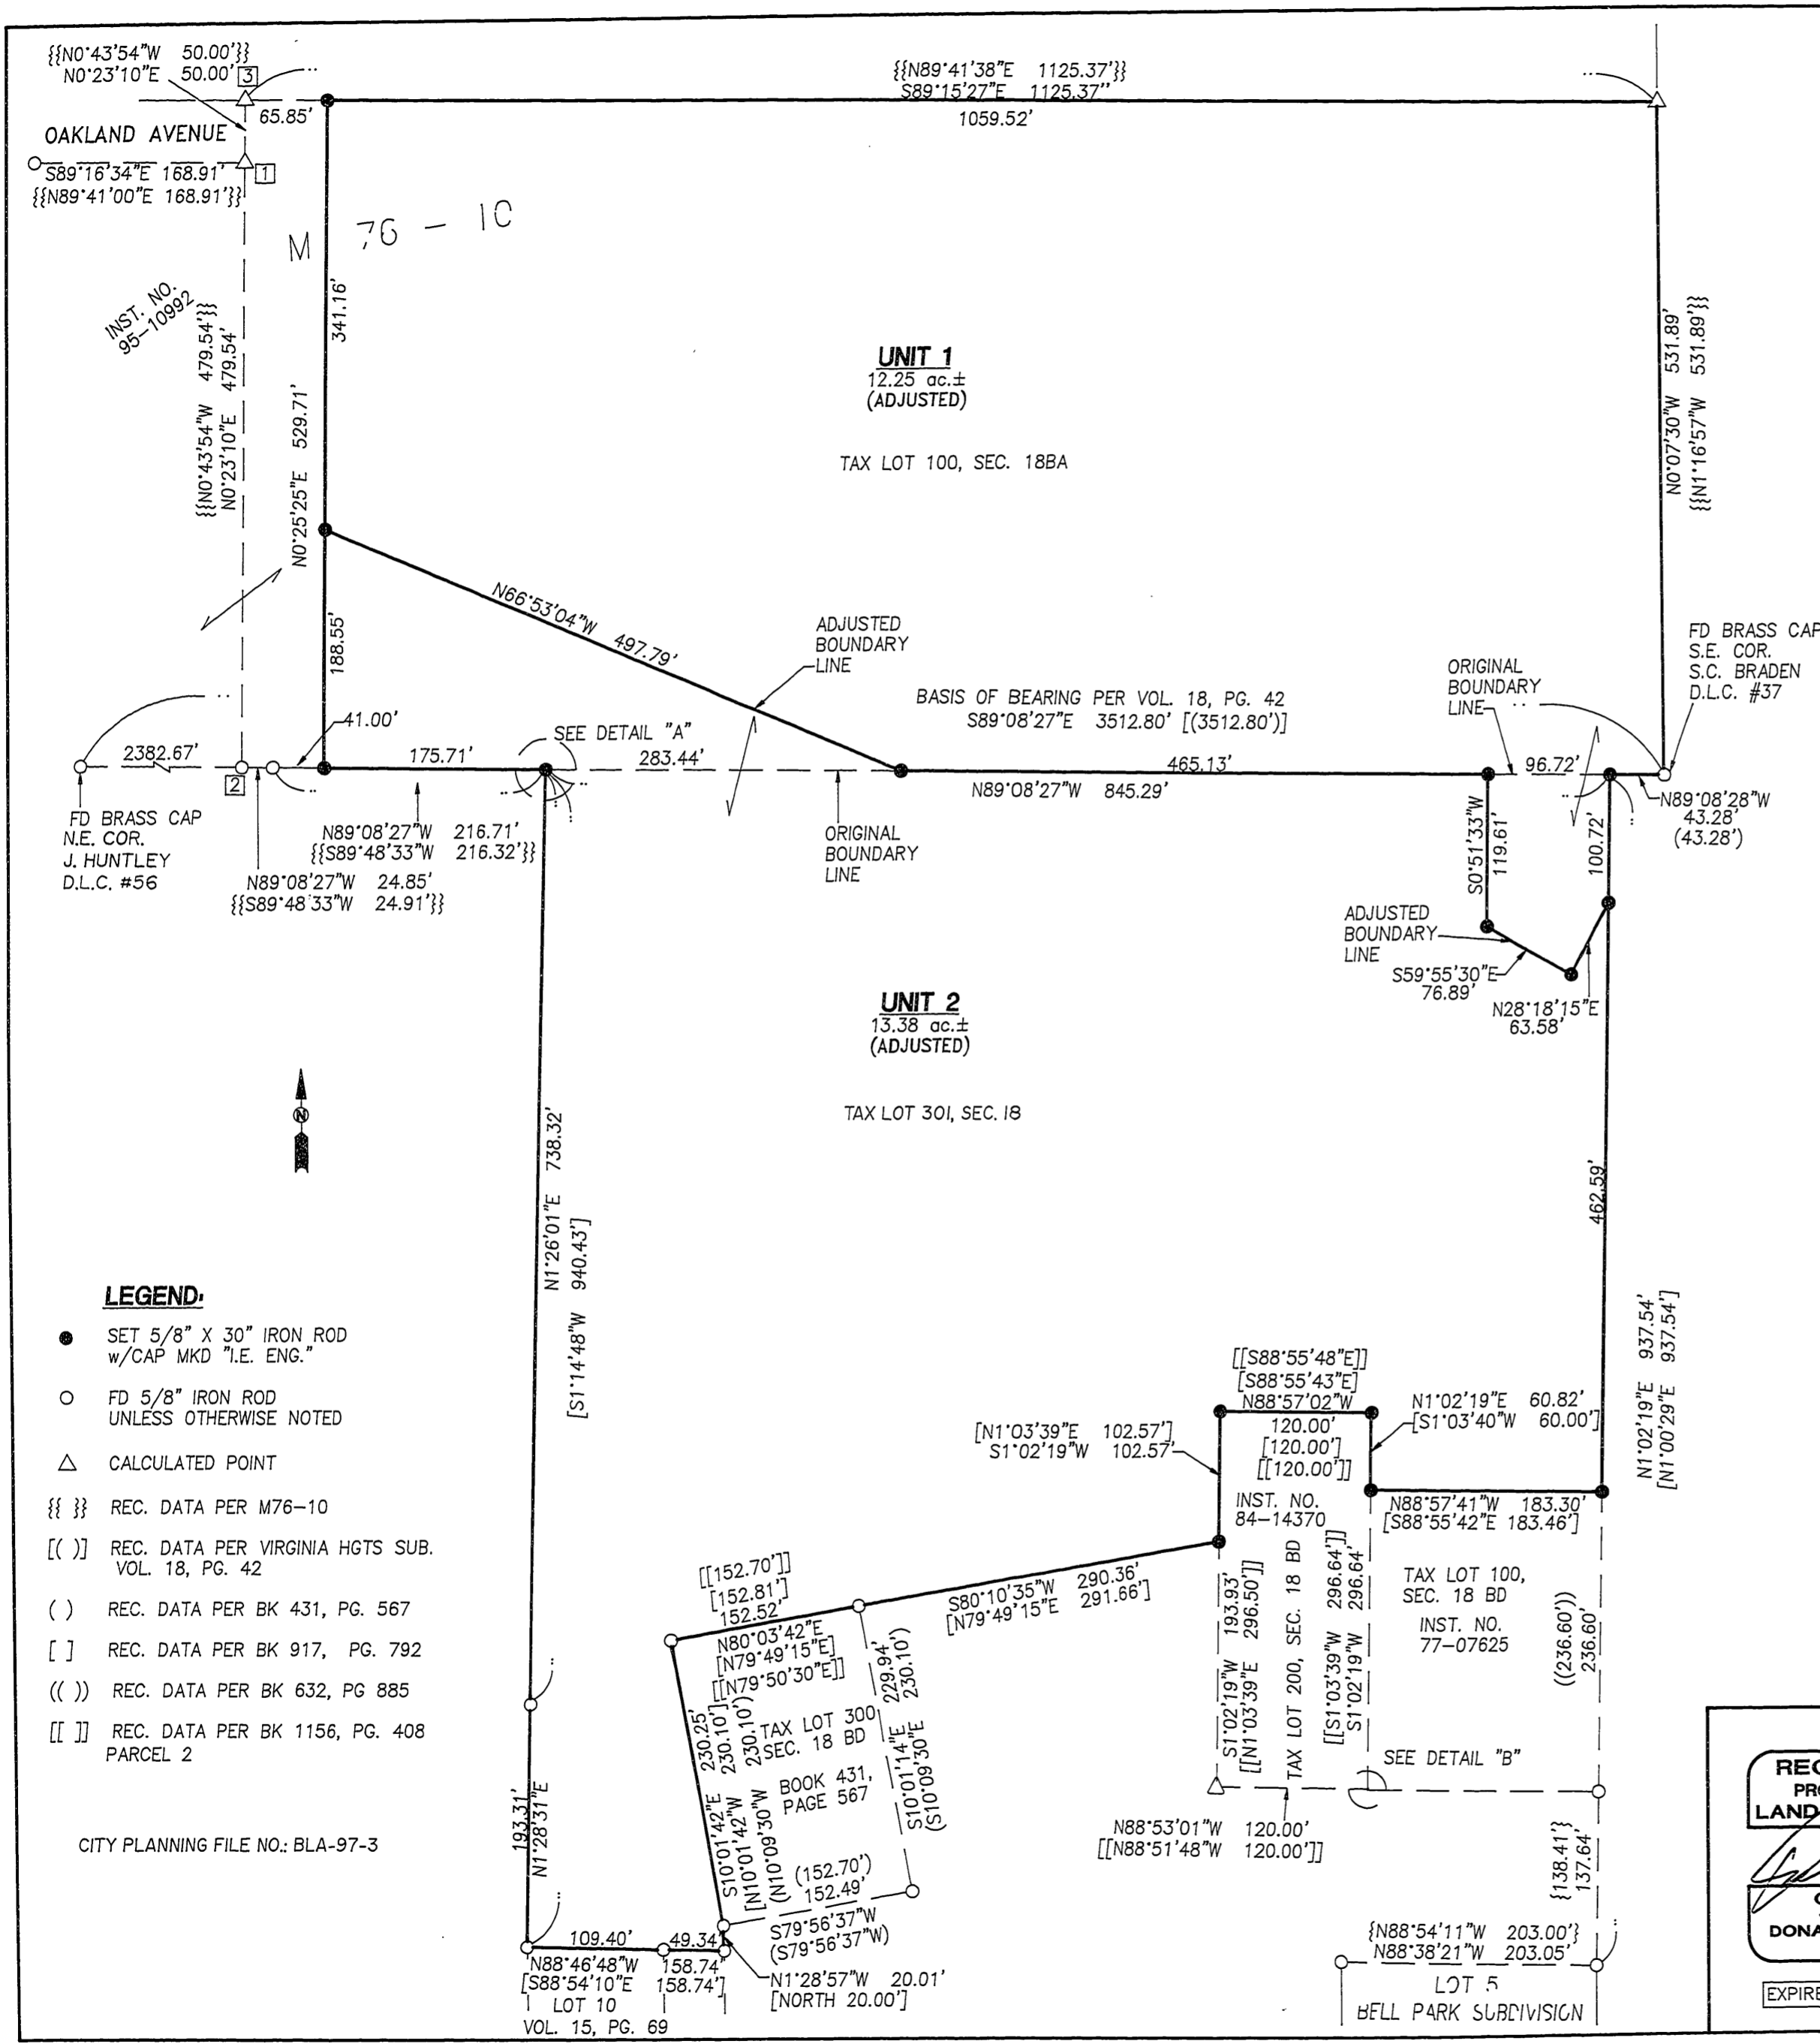 {{N0°43'54"W 50.00'}}
N0°23'10"E 50.00'
3
{{N89°41'38"E 1125.37'}}
S89°15'27"E 1125.37"
1059.52'
65.85'
OAKLAND AVENUE
S89°16'34"E 168.91'
1
{{N89°41'00"E 168.91'}}
M 76 - 10
INST. NO.
95-10992
{{N0°43'54"W 479.54'}}
N0°23'10"E 479.54'
N0°25'25"E 529.71'
341.16'
188.55'
UNIT 1
12.25 ac.±
(ADJUSTED)
TAX LOT 100, SEC. 18BA
N0°07'30"W 531.89'
{{N1°16'57"W 531.89'}}
N66°53'04"W 497.79'
ADJUSTED
BOUNDARY
LINE
BASIS OF BEARING PER VOL. 18, PG. 42
S89°08'27"E 3512.80' [(3512.80')]
ORIGINAL
BOUNDARY
LINE
FD BRASS CAP
S.E. COR.
S.C. BRADEN
D.L.C. #37
41.00'
SEE DETAIL "A"
2382.67'
175.71'
283.44'
465.13'
96.72'
2
N89°08'27"W 845.29'
N89°08'28"W
43.28'
(43.28')
FD BRASS CAP
N.E. COR.
J. HUNTLEY
D.L.C. #56
N89°08'27"W 216.71'
{{S89°48'33"W 216.32'}}
N89°08'27"W 24.85'
{{S89°48'33"W 24.91'}}
ORIGINAL
BOUNDARY
LINE
S0°51'33"W
119.61'
100.72'
ADJUSTED
BOUNDARY
LINE
S59°55'30"E
76.89'
N28°18'15"E
63.58'
UNIT 2
13.38 ac.±
(ADJUSTED)
TAX LOT 301, SEC. 18
N
N1°26'01"E 738.32'
[S1°14'48"W 940.43']
462.59'
N1°02'19"E 937.54'
[N1°00'29"E 937.54']
LEGEND:
SET 5/8" X 30" IRON ROD
w/CAP MKD "I.E. ENG."
FD 5/8" IRON ROD
UNLESS OTHERWISE NOTED
CALCULATED POINT
{{ }} REC. DATA PER M76-10
[( )] REC. DATA PER VIRGINIA HGTS SUB.
VOL. 18, PG. 42
( ) REC. DATA PER BK 431, PG. 567
[ ] REC. DATA PER BK 917, PG. 792
(( )) REC. DATA PER BK 632, PG 885
[[ ]] REC. DATA PER BK 1156, PG. 408
PARCEL 2
CITY PLANNING FILE NO.: BLA-97-3
[[S88°55'48"E]]
[S88°55'43"E]
N88°57'02"W
120.00'
[120.00']
[[120.00']]
N1°02'19"E 60.82'
[S1°03'40"W 60.00']
[N1°03'39"E 102.57']
S1°02'19"W 102.57'
INST. NO.
84-14370
N88°57'41"W 183.30'
[S88°55'42"E 183.46']
TAX LOT 100,
SEC. 18 BD
INST. NO.
77-07625
((236.60'))
236.60'
[[152.70']]
[152.81']
152.52'
N80°03'42"E
[N79°49'15"E]
[[N79°50'30"E]]
S80°10'35"W 290.36'
[N79°49'15"E 291.66']
S1°02'19"W 193.93'
[[N1°03'39"E 296.50']]
TAX LOT 200, SEC. 18 BD
[[S1°03'39"W 296.64']]
S1°02'19"W 296.64'
SEE DETAIL "B"
TAX LOT 300
SEC. 18 BD
BOOK 431,
PAGE 567
S10°01'42"E 230.25'
[N10°01'42"W 230.10']
(N10°09'30"W 230.10')
S10°01'14"E 229.94'
(S10°09'30"E 230.10')
193.31'
N1°28'31"E
N88°53'01"W 120.00'
[[N88°51'48"W 120.00']]
{138.41'}
137.64'
(152.70')
152.49'
S79°56'37"W
(S79°56'37"W)
109.40'
49.34'
N88°46'48"W 158.74'
[S88°54'10"E 158.74']
LOT 10
VOL. 15, PG. 69
N1°28'57"W 20.01'
[NORTH 20.00']
{N88°54'11"W 203.00'}
N88°38'21"W 203.05'
LOT 5
BELL PARK SUBDIVISION
LAND